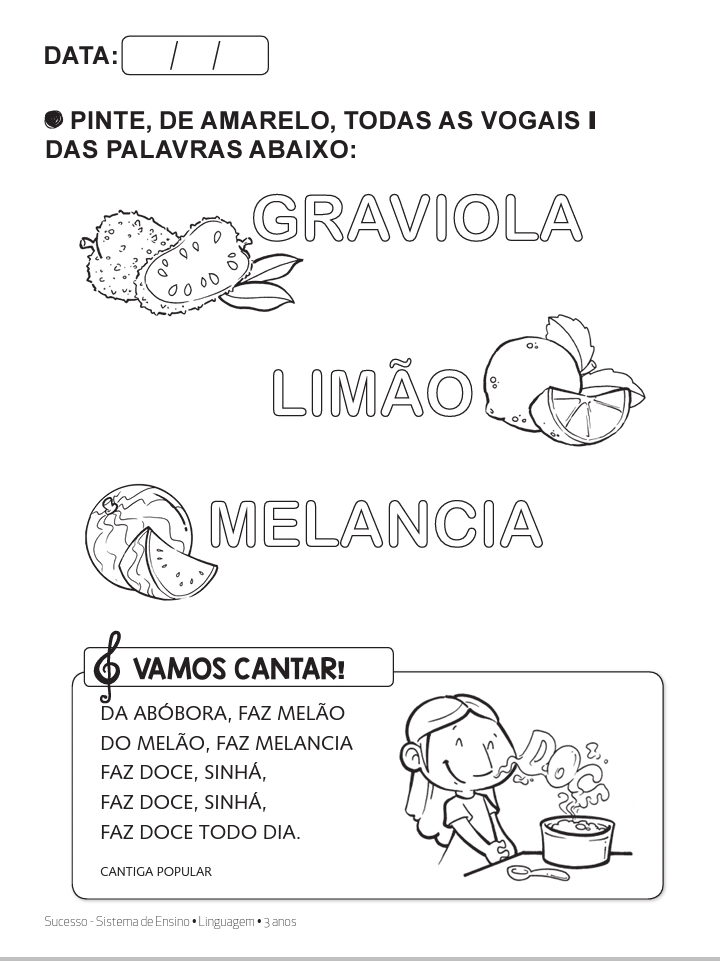 DATA: / /
PINTE, DE AMARELO, TODAS AS VOGAIS I
DAS PALAVRAS ABAIXO:
GRAVIOLA
LIMÃO
MELANCIA
VAMOS CANTAR!
DA ABÓBORA, FAZ MELÃO
DO MELÃO, FAZ MELANCIA
FAZ DOCE, SINHÁ,
FAZ DOCE, SINHÁ,
FAZ DOCE TODO DIA.
CANTIGA POPULAR
DOCE
Sucesso - Sistema de Ensino • Linguagem • 3 anos